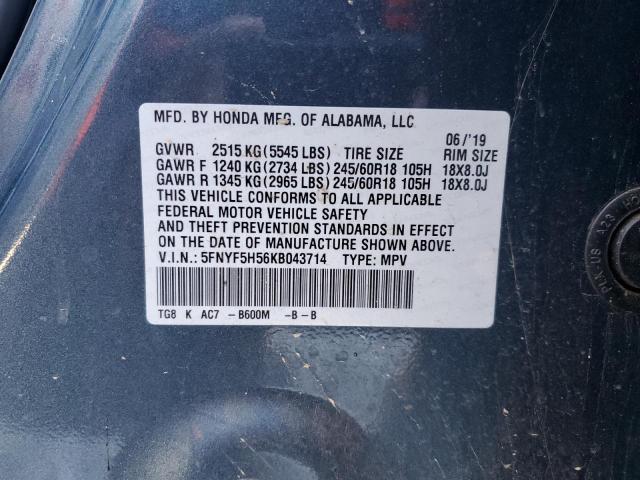 MFD. BY HONDA MFG. OF ALABAMA, LLC
06/'19
GVWR 2515 KG(5545 LBS) TIRE SIZE RIM SIZE
GAWR F 1240 KG(2734 LBS)245/60R18 105H 18X8.0J
GAWR R 1345 KG(2965 LBS)245/60R18 105H 18X8.0J
THIS VEHICLE CONFORMS TO ALL APPLICABLE
FEDERAL MOTOR VEHICLE SAFETY
AND THEFT PREVENTION STANDARDS IN EFFECT
ON THE DATE OF MANUFACTURE SHOWN ABOVE.
V.I.N.: 5FNYF5H56KB043714 TYPE: MPV
TG8 K AC7 -B600M -B-B
A23